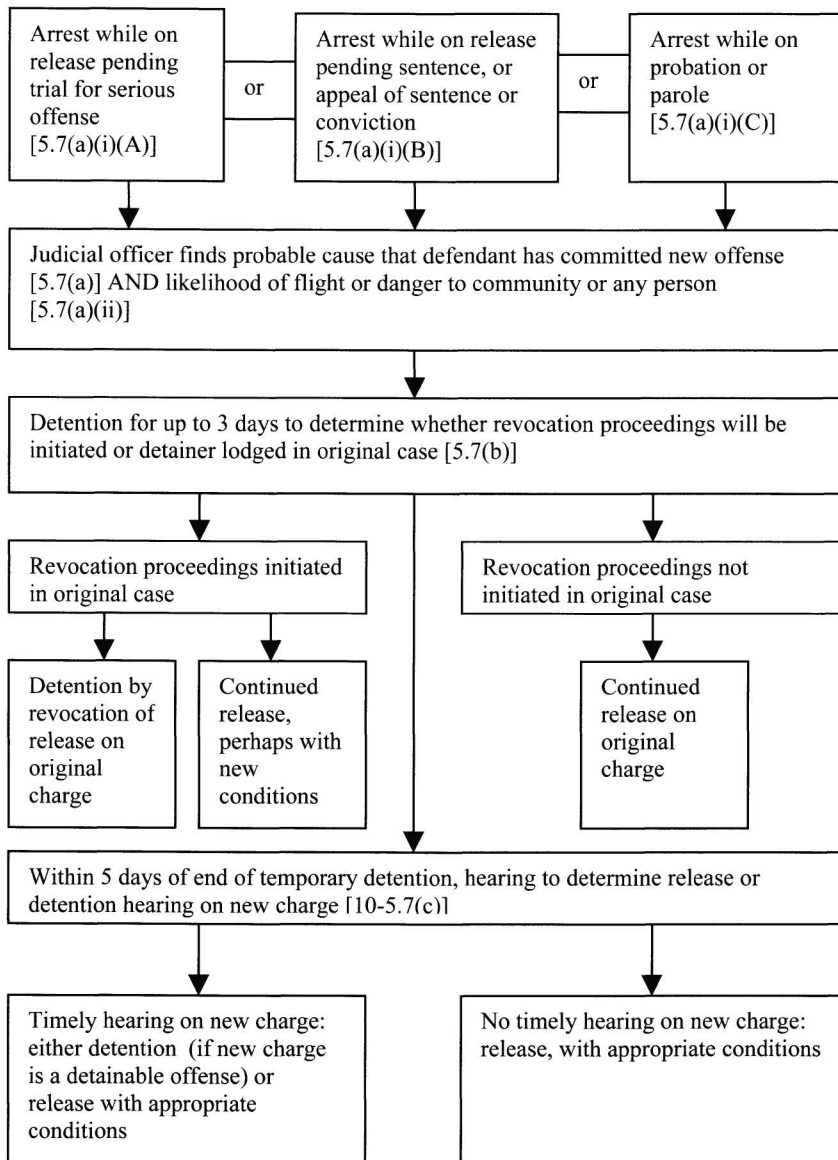 Arrest while on
release pending
trial for serious
offense
[5.7(a)(i)(A)]
or
Arrest while on release
pending sentence, or
appeal of sentence or
conviction
[5.7(a)(i)(B)]
or
Arrest while on
probation or
parole
[5.7(a)(i)(C)]
Judicial officer finds probable cause that defendant has committed new offense
[5.7(a)] AND likelihood of flight or danger to community or any person
[5.7(a)(ii)]
Detention for up to 3 days to determine whether revocation proceedings will be
initiated or detainer lodged in original case [5.7(b)]
Revocation proceedings initiated
in original case
Revocation proceedings not
initiated in original case
Detention by
revocation of
release on
original
charge
Continued
release,
perhaps with
new
conditions
Continued
release on
original
charge
Within 5 days of end of temporary detention, hearing to determine release or
detention hearing on new charge [10-5.7(c)]
Timely hearing on new charge:
either detention (if new charge
is a detainable offense) or
release with appropriate
conditions
No timely hearing on new charge:
release, with appropriate conditions